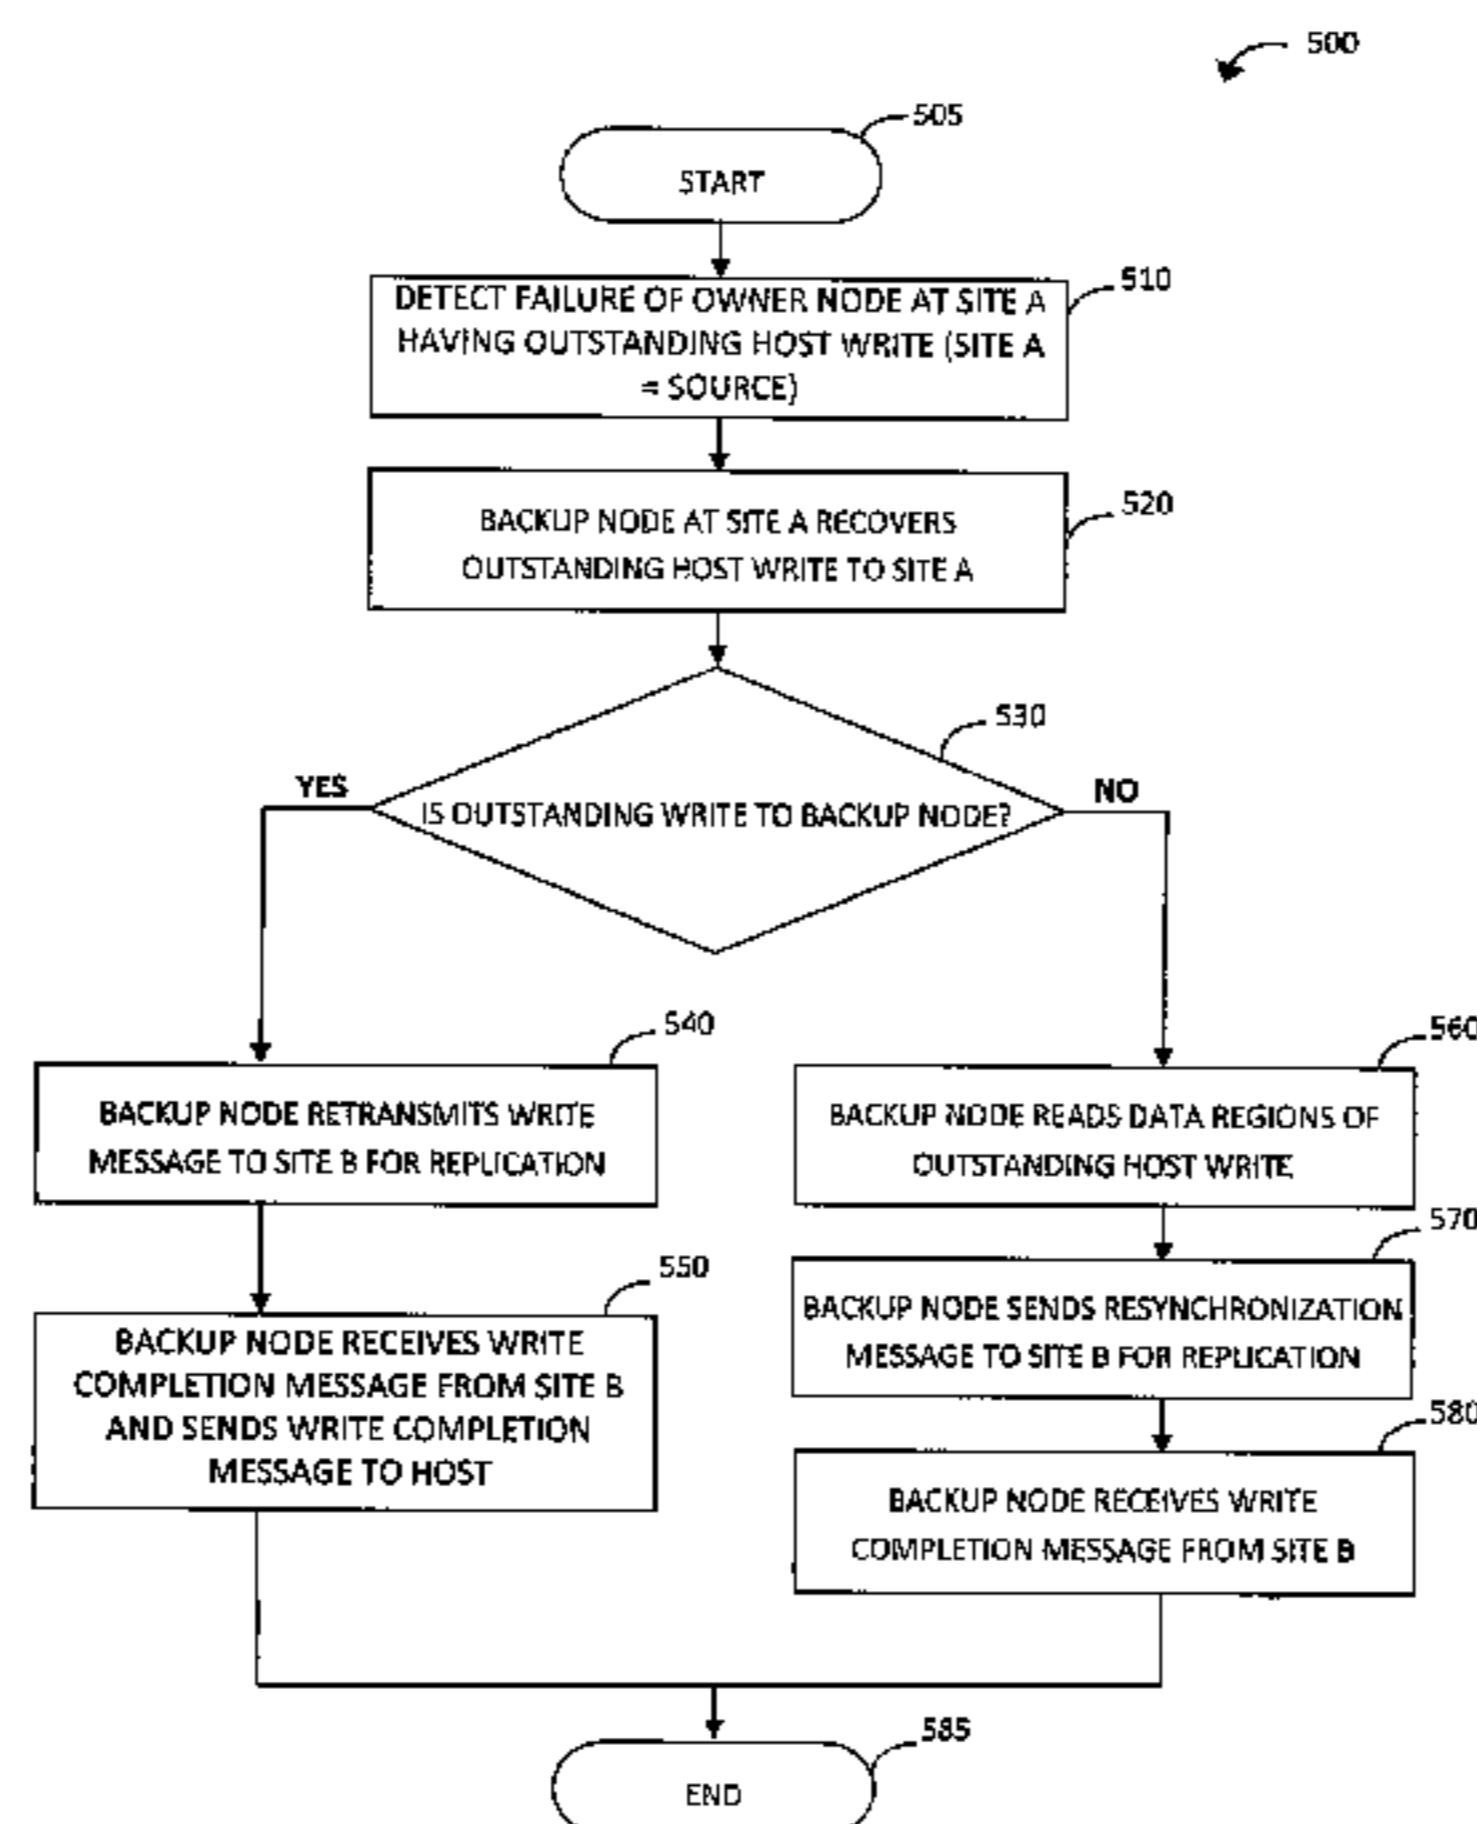 500
505
START
510
DETECT FAILURE OF OWNER NODE AT SITE A
HAVING OUTSTANDING HOST WRITE (SITE A
= SOURCE)
520
BACKUP NODE AT SITE A RECOVERS
OUTSTANDING HOST WRITE TO SITE A
530
YES
IS OUTSTANDING WRITE TO BACKUP NODE?
NO
540
BACKUP NODE RETRANSMITS WRITE
MESSAGE TO SITE B FOR REPLICATION
550
BACKUP NODE RECEIVES WRITE
COMPLETION MESSAGE FROM SITE B
AND SENDS WRITE COMPLETION
MESSAGE TO HOST
560
BACKUP NODE READS DATA REGIONS OF
OUTSTANDING HOST WRITE
570
BACKUP NODE SENDS RESYNCHRONIZATION
MESSAGE TO SITE B FOR REPLICATION
580
BACKUP NODE RECEIVES WRITE
COMPLETION MESSAGE FROM SITE B
585
END